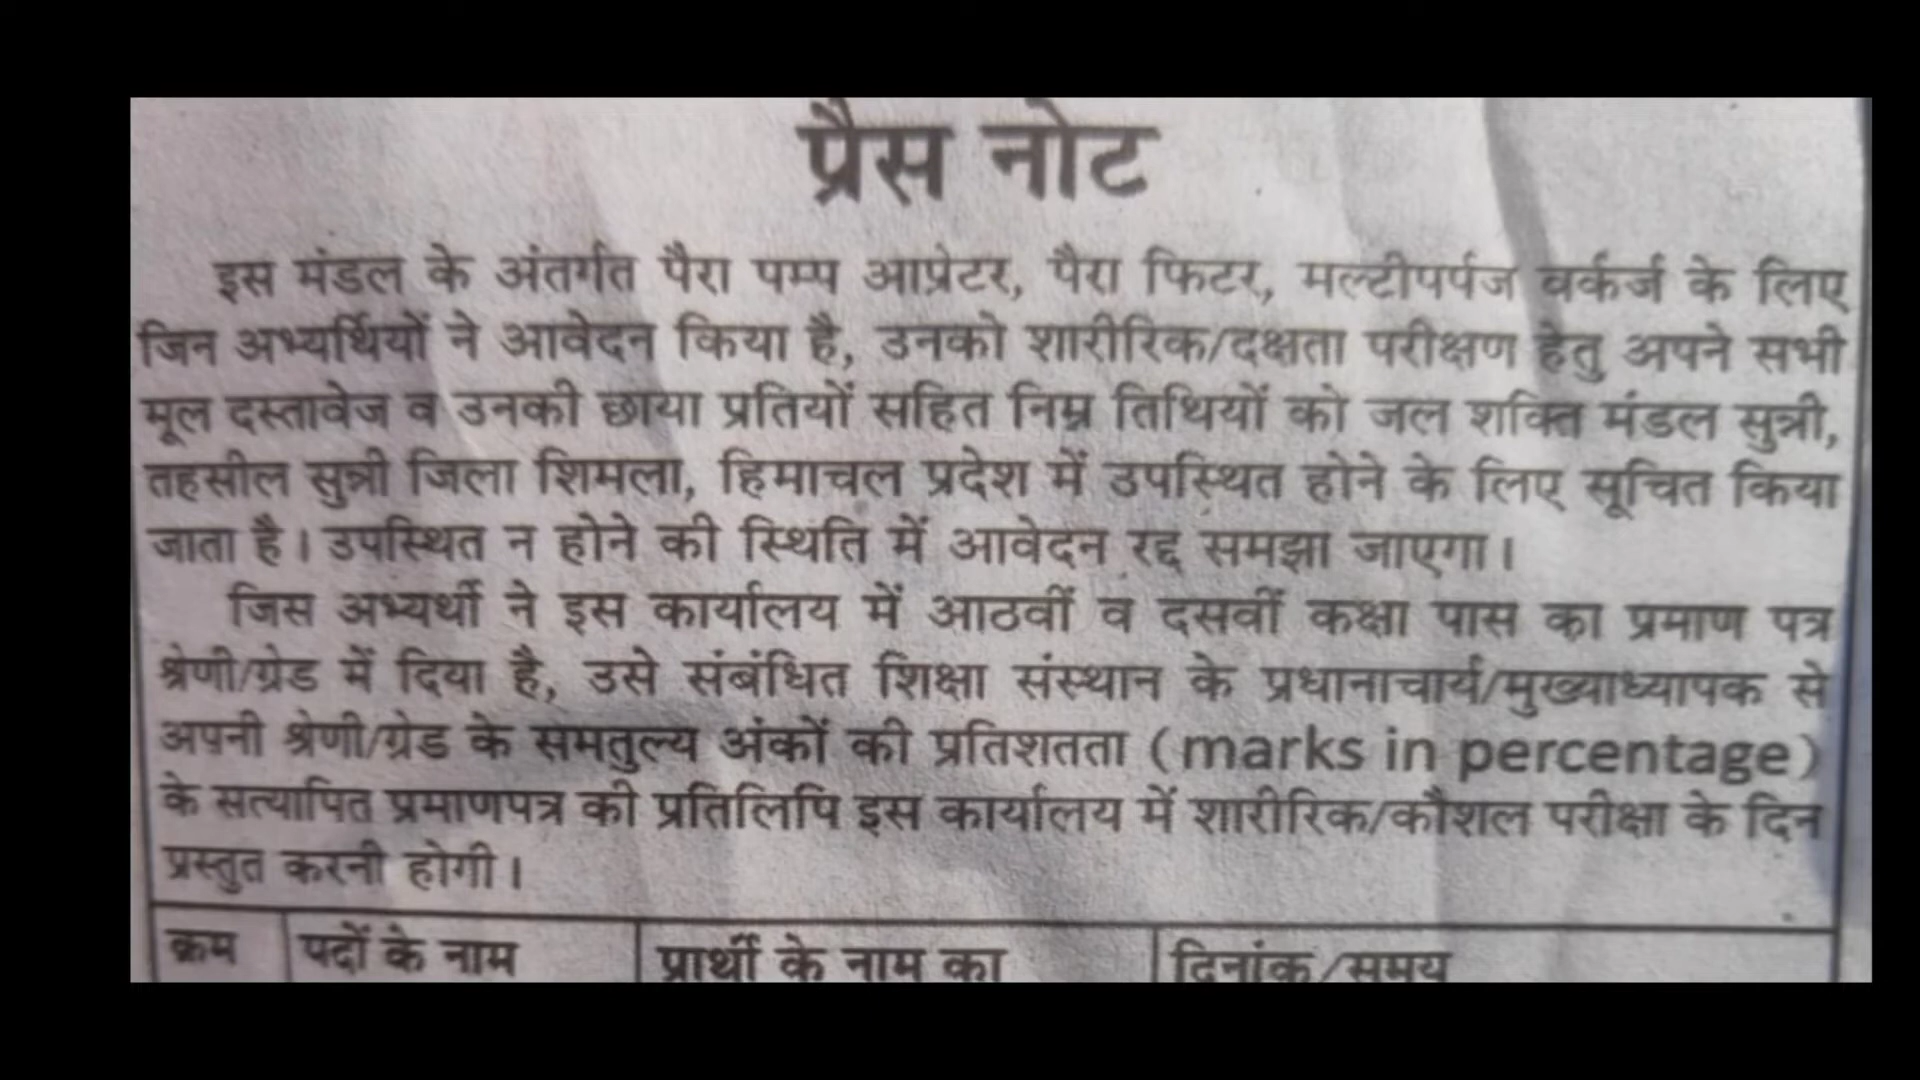 प्रैस नोट
इस मंडल के अंतर्गत पैरा पम्प आप्रेटर, पैरा फिटर, मल्टीपर्पज वर्कर्ज के लिए
जिन अभ्यर्थियों ने आवेदन किया है, उनको शारीरिक/दक्षता परीक्षण हेतु अपने सभी
मूल दस्तावेज व उनकी छाया प्रतियों सहित निम्न तिथियों को जल शक्ति मंडल सुन्नी,
तहसील सुन्नी जिला शिमला, हिमाचल प्रदेश में उपस्थित होने के लिए सूचित किया
जाता है। उपस्थित न होने की स्थिति में आवेदन रद्द समझा जाएगा।
जिस अभ्यर्थी ने इस कार्यालय में आठवीं व दसवीं कक्षा पास का प्रमाण पत्र
श्रेणी/ग्रेड में दिया है, उसे संबंधित शिक्षा संस्थान के प्रधानाचार्य/मुख्याध्यापक से
अपनी श्रेणी/ग्रेड के समतुल्य अंकों की प्रतिशतता (marks in percentage)
के सत्यापित प्रमाणपत्र की प्रतिलिपि इस कार्यालय में शारीरिक/कौशल परीक्षा के दिन
प्रस्तुत करनी होगी।
क्रम पदों के नाम प्रार्थी के नाम का दिनांक/समय